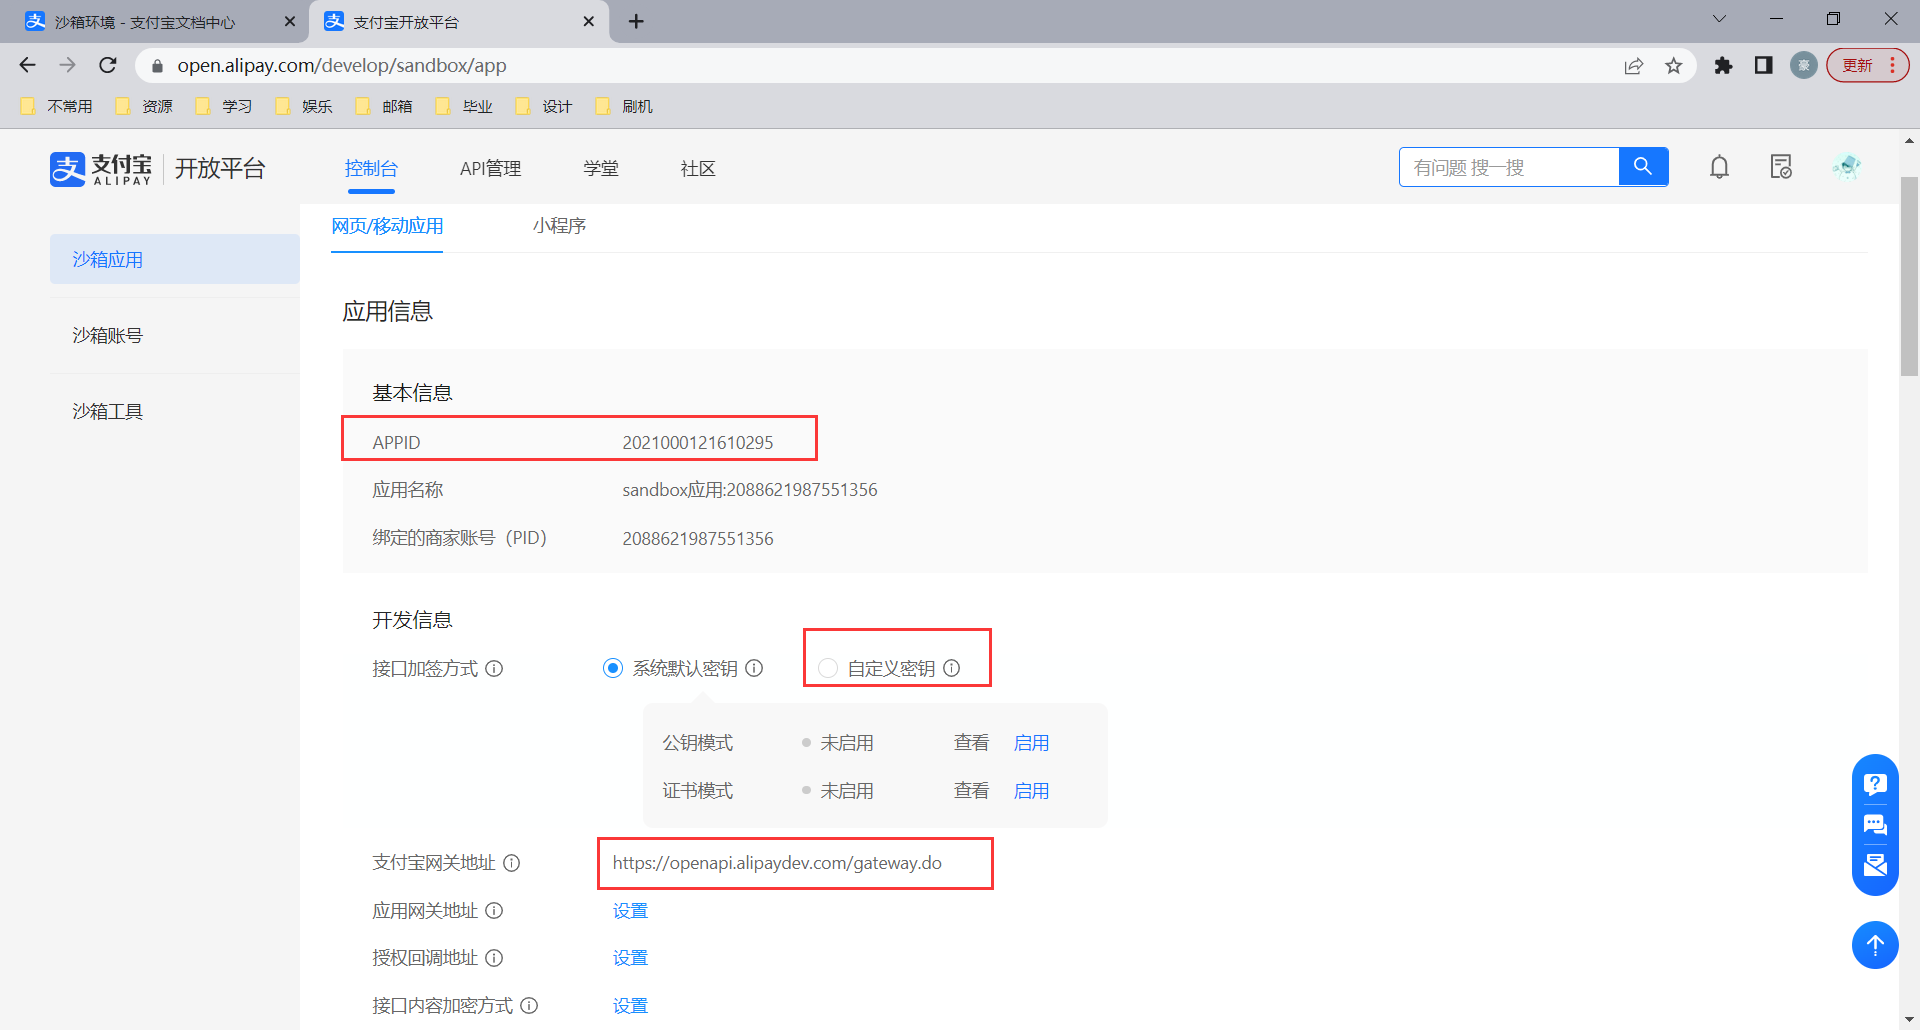 沙箱环境 - 支付宝文档中心
支付宝开放平台
open.alipay.com/develop/sandbox/app
豪
更新
不常用 资源 学习 娱乐 邮箱 毕业 设计 刷机
支 支付宝 ALIPAY 开放平台
控制台 API管理 学堂 社区
有问题 搜一搜
网页/移动应用 小程序
沙箱应用
沙箱账号
沙箱工具
应用信息
基本信息
APPID 2021000121610295
应用名称 sandbox应用:2088621987551356
绑定的商家账号（PID） 2088621987551356
开发信息
接口加签方式 系统默认密钥 自定义密钥
公钥模式 未启用 查看 启用
证书模式 未启用 查看 启用
支付宝网关地址 https://openapi.alipaydev.com/gateway.do
应用网关地址 设置
授权回调地址 设置
接口内容加密方式 设置